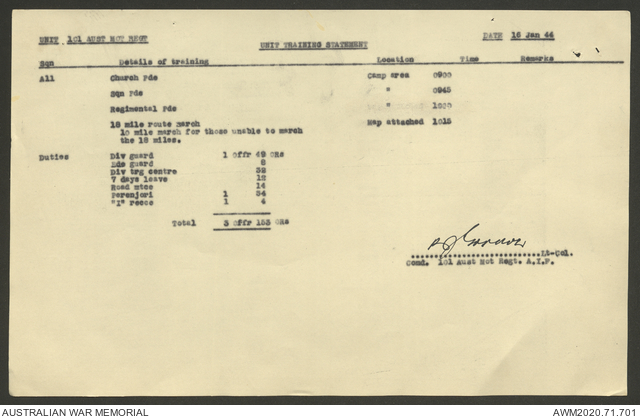 UNIT 101 AUST MOT REGT DATE 16 Jan 44
UNIT TRAINING STATEMENT
Sqn Details of training Location Time Remarks
All Church Pde Camp area 0900
Sqn Pde " 0945
Regimental Pde " 1000
18 mile route march Map attached 1015
10 mile march for those unable to march
the 18 miles.
Duties Div guard 1 Offr 49 ORs
Bde guard 8
Div trg centre 32
7 days leave 12
Road mtce 14
Perenjori 1 34
"I" recce 1 4
Total 3 Offr 153 ORs
Lt-Col.
Comd. 101 Aust Mot Regt. A.I.F.
AUSTRALIAN WAR MEMORIAL AWM2020.71.701